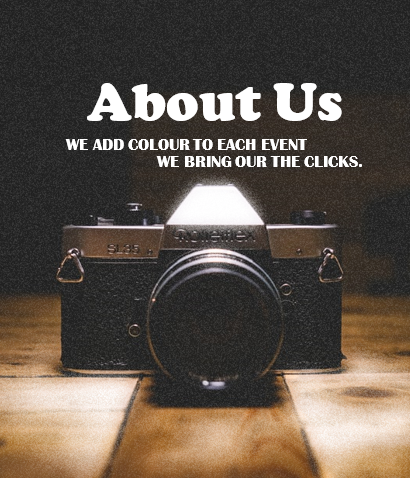 About Us
WE ADD COLOUR TO EACH EVENT
WE BRING OUR THE CLICKS.
Rolleiflex
SL35